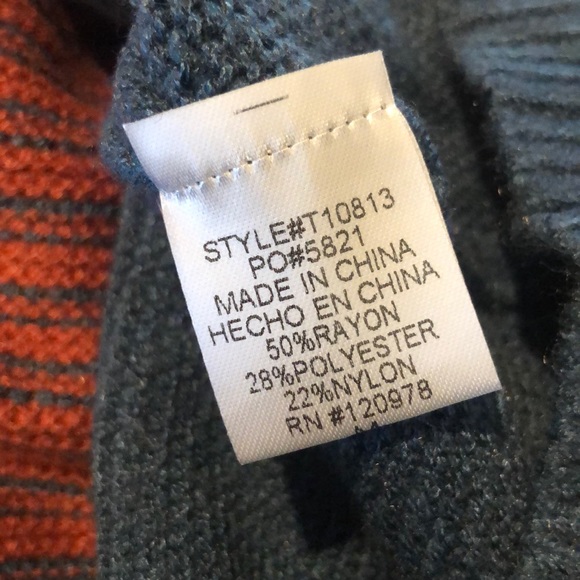 STYLE#T10813
PO#5821
MADE IN CHINA
HECHO EN CHINA
50%RAYON
28%POLYESTER
22%NYLON
RN #120978